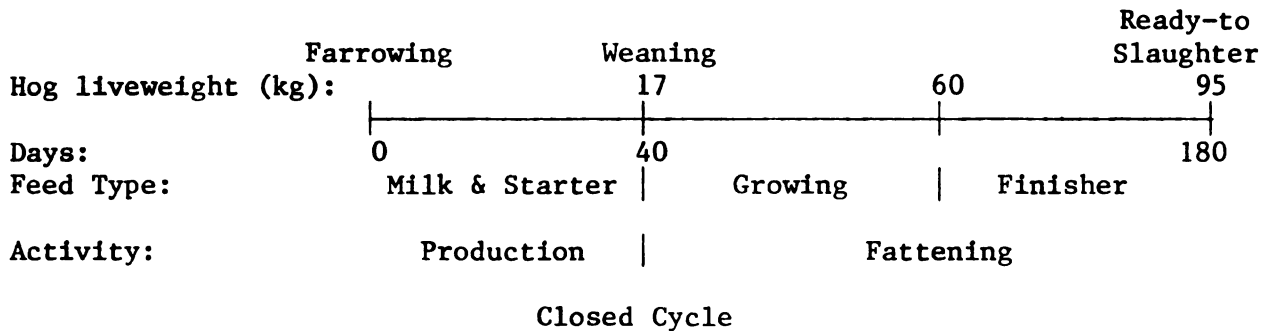 Ready-to
Farrowing Weaning Slaughter
Hog liveweight (kg): 17 60 95
Days: 0 40 180
Feed Type: Milk & Starter | Growing | Finisher
Activity: Production | Fattening
Closed Cycle